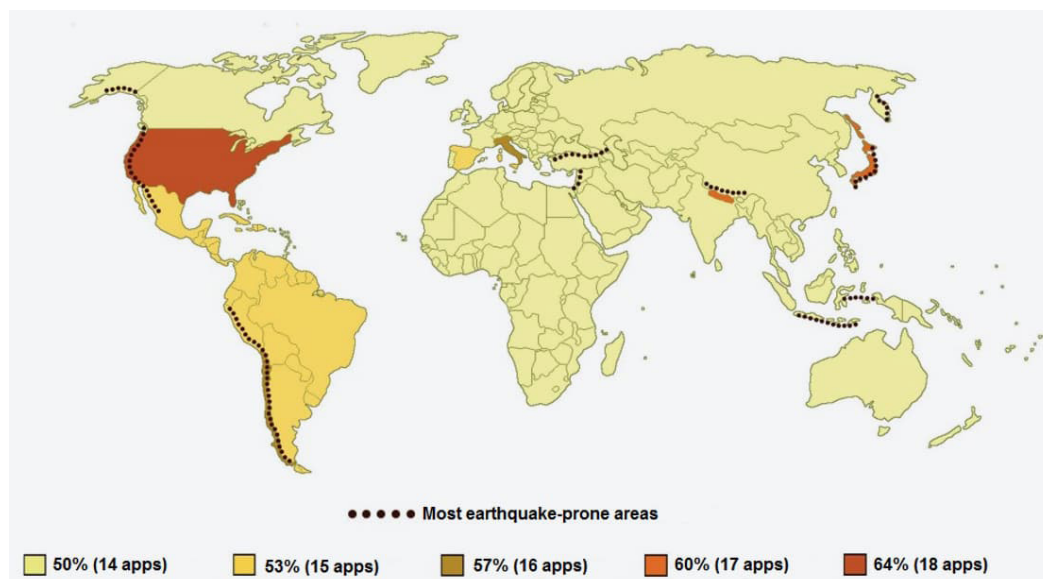 Most earthquake-prone areas
50% (14 apps) 53% (15 apps) 57% (16 apps) 60% (17 apps) 64% (18 apps)